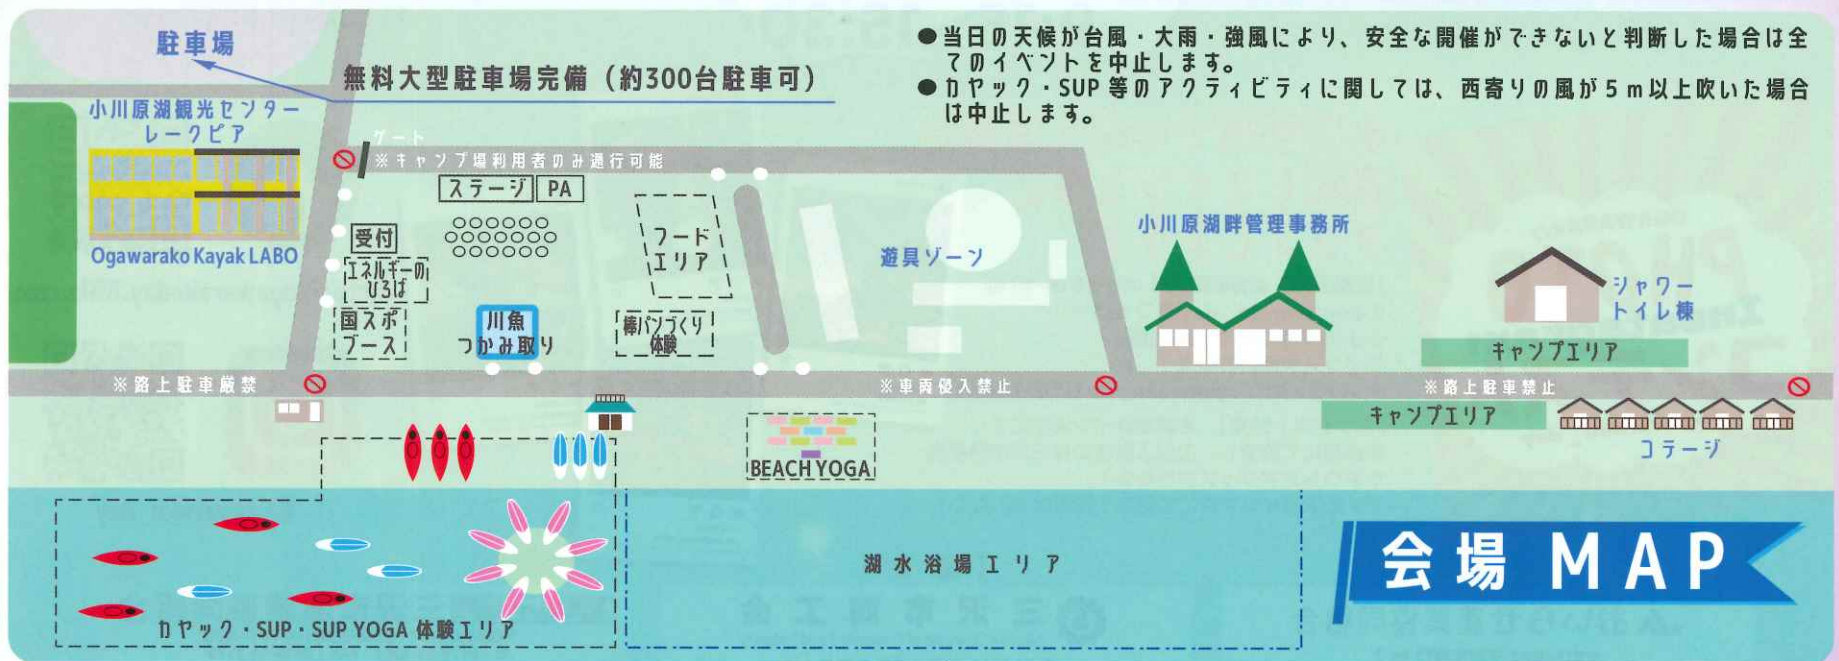 駐車場
無料大型駐車場完備（約300台駐車可）
●当日の天候が台風・大雨・強風により、安全な開催ができないと判断した場合は全
てのイベントを中止します。
●カヤック・SUP 等のアクティビティに関しては、西寄りの風が5m以上吹いた場合
は中止します。
小川原湖観光センター
レークピア
Ogawarako Kayak LABO
ゲート
※キャンプ場利用者のみ通行可能
ステージ
PA
受付
エネルギーの
ひろば
国スポ
ブース
川魚
つかみ取り
フード
エリア
棒パンづくり
体験
遊具ゾーン
小川原湖畔管理事務所
シャワー
トイレ棟
キャンプエリア
※路上駐車厳禁
※車両侵入禁止
※路上駐車禁止
キャンプエリア
コテージ
BEACH YOGA
湖水浴場エリア
カヤック・SUP・SUP YOGA 体験エリア
会場 MAP